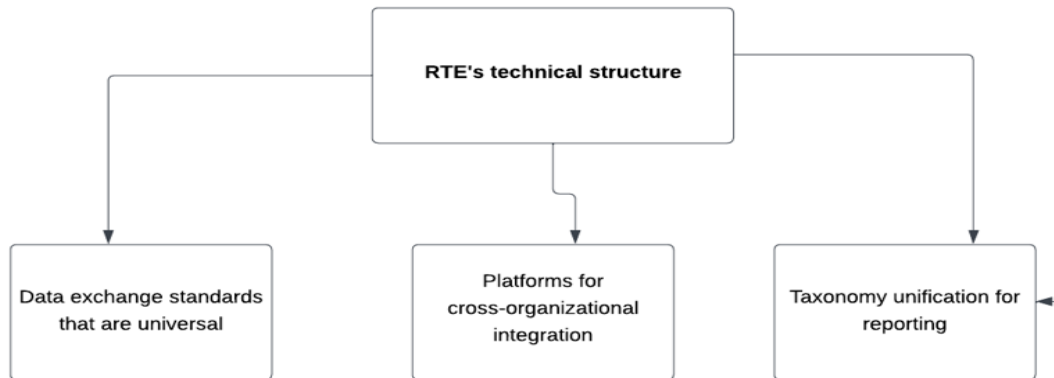 RTE's technical structure
Data exchange standards
that are universal
Platforms for
cross-organizational
integration
Taxonomy unification for
reporting